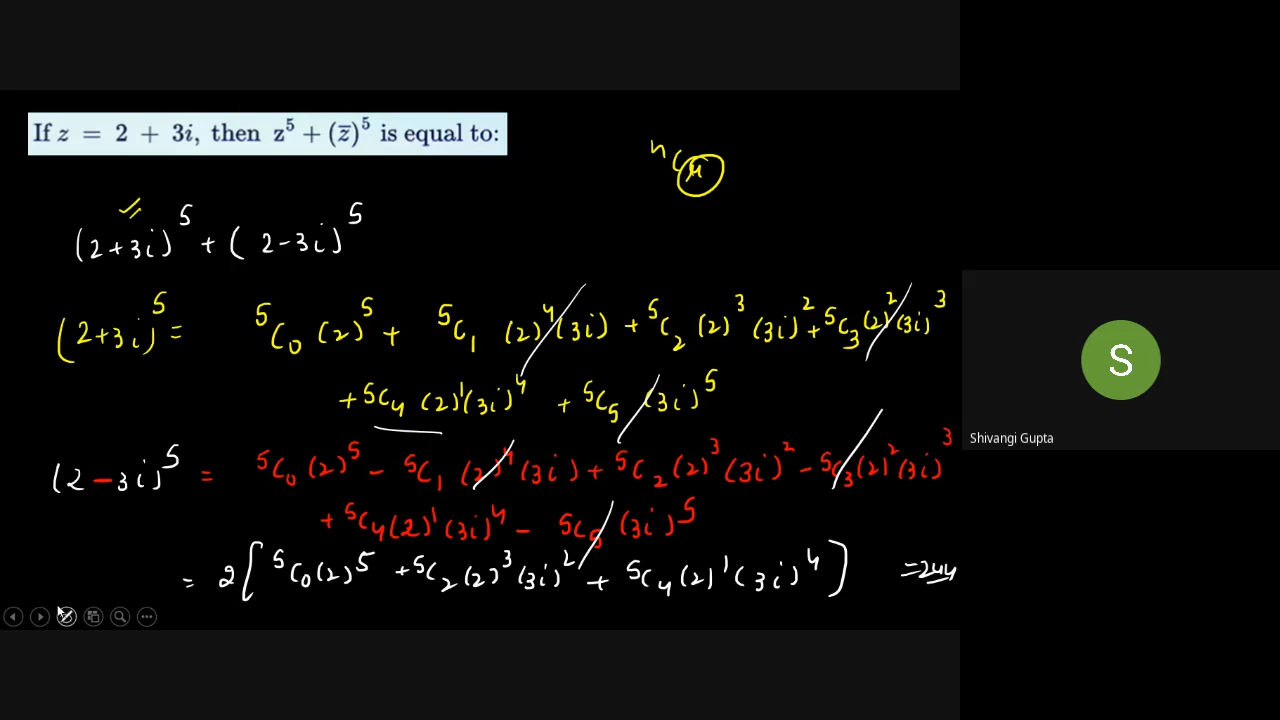 If z = 2 + 3i, then z⁵ + (z̅)⁵ is equal to:
ⁿCᵣ
(2+3i)⁵ + (2-3i)⁵
(2+3i)⁵ = ⁵C₀ (2)⁵ + ⁵C₁ (2)⁴(3i) + ⁵C₂ (2)³ (3i)² + ⁵C₃ (2)² (3i)³
+ ⁵C₄ (2)¹(3i)⁴ + ⁵C₅ (3i)⁵
S
Shivangi Gupta
(2-3i)⁵ = ⁵C₀ (2)⁵ - ⁵C₁ (2)⁴ (3i) + ⁵C₂ (2)³ (3i)² - ⁵C₃ (2)² (3i)³
+ ⁵C₄(2)¹(3i)⁴ - ⁵C₅ (3i)⁵
= 2[⁵C₀(2)⁵ + ⁵C₂(2)³(3i)² + ⁵C₄(2)¹(3i)⁴] = 244